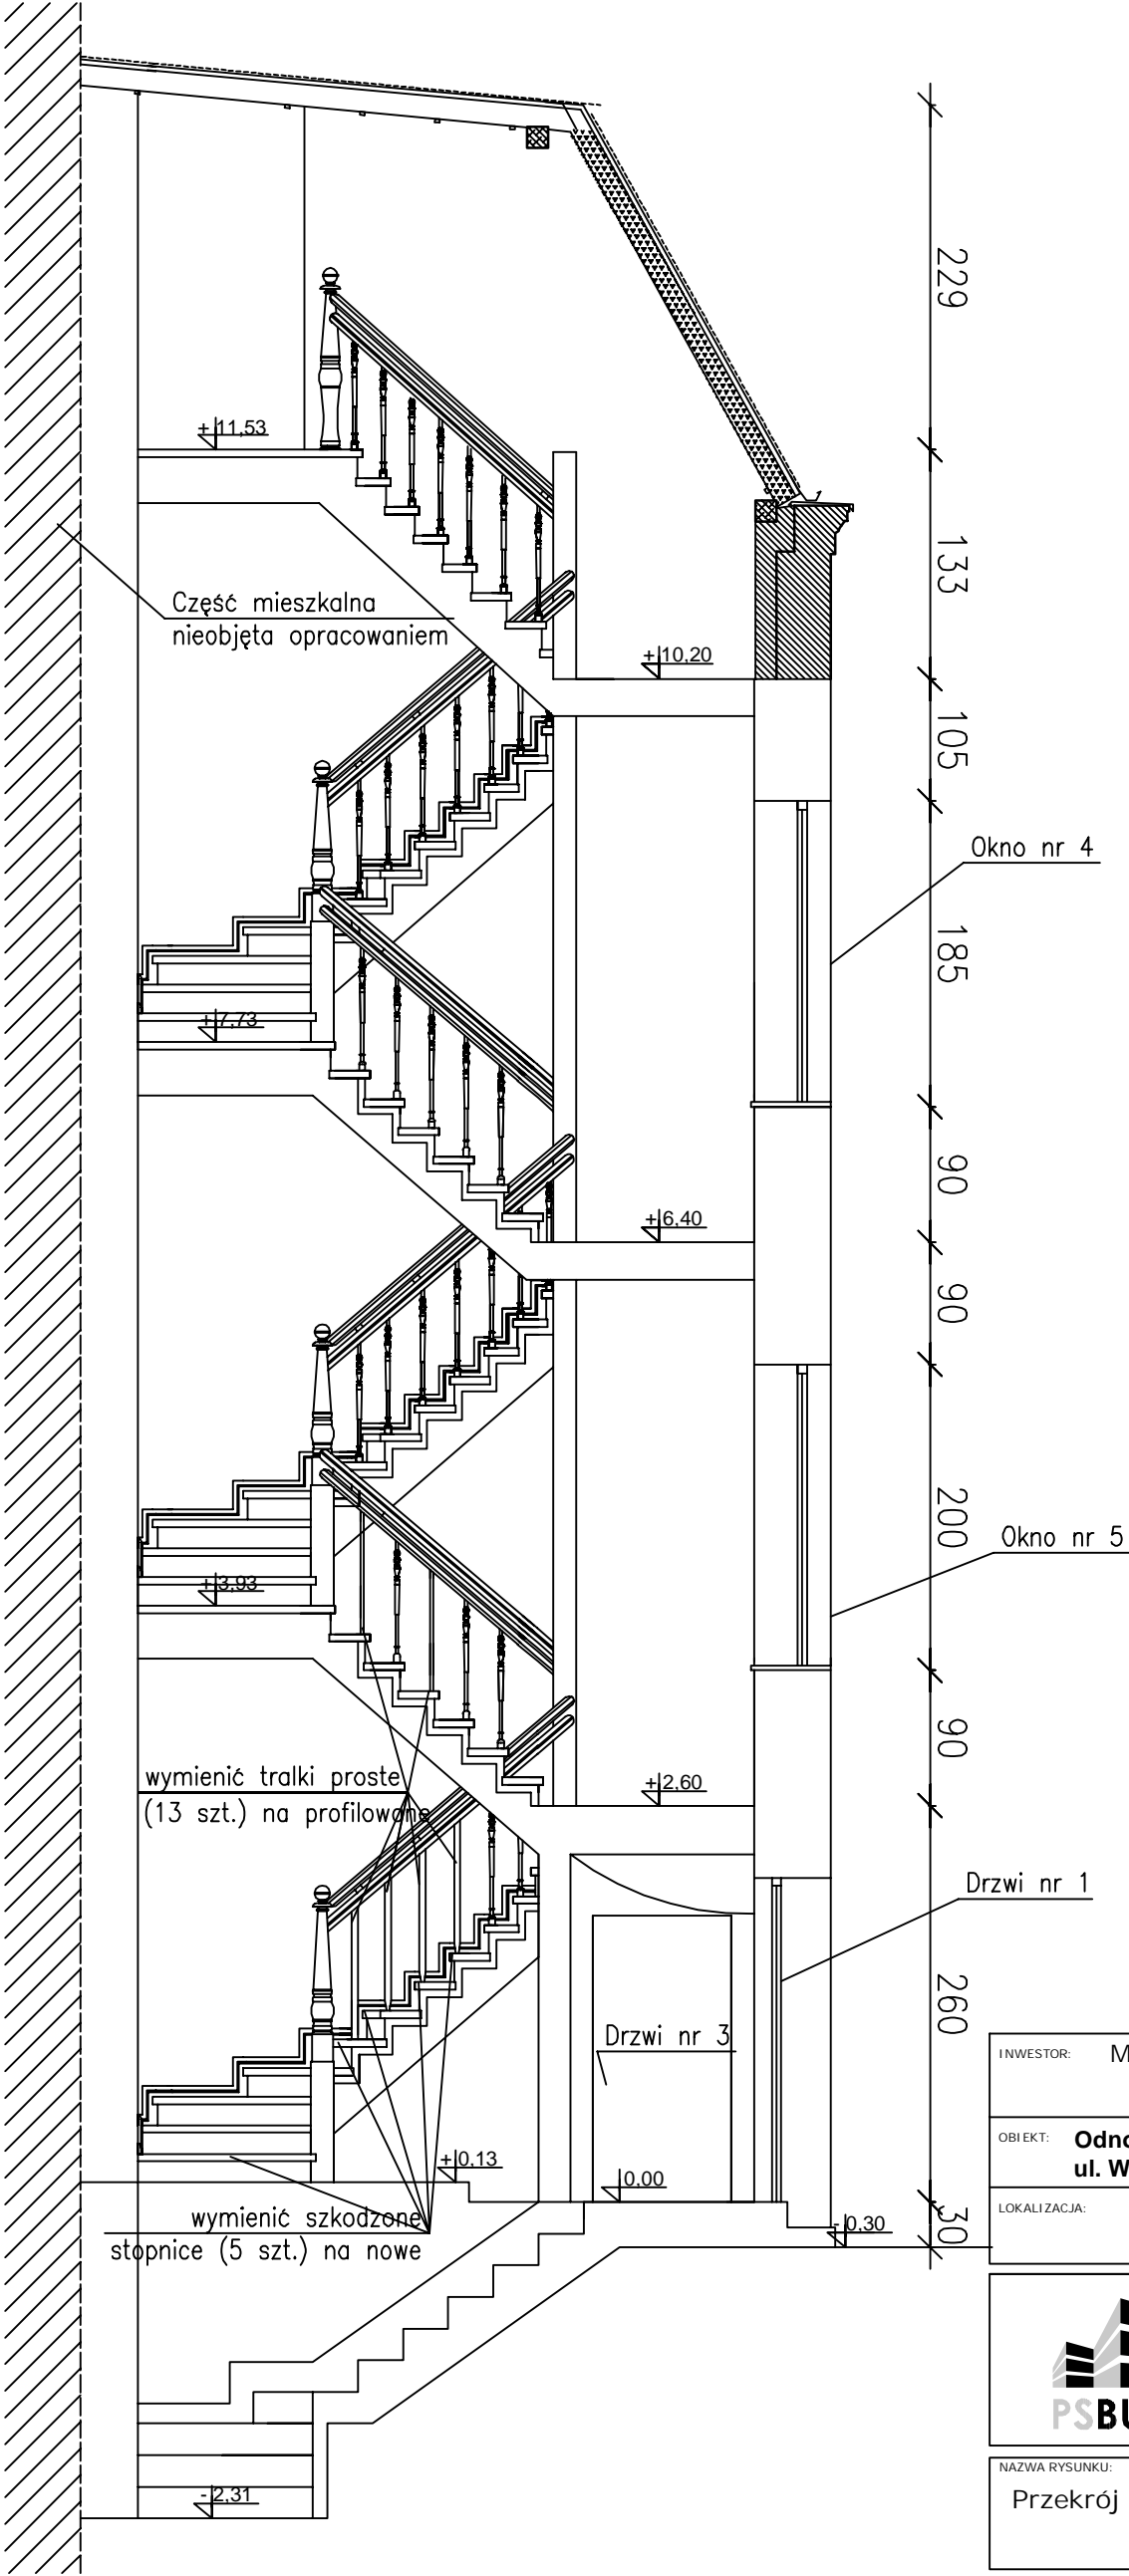 229
+11,53
133
Część mieszkalna
nieobjęta opracowaniem
+10,20
105
Okno nr 4
185
+7,73
90
+6,40
90
200
Okno nr 5
+3,93
90
wymienić tralki proste
(13 szt.) na profilowane
+2,60
Drzwi nr 1
260
Drzwi nr 3
INWESTOR: M
OBIEKT:
ul. W
LOKALIZACJA:
+0,13
0,00
wymienić szkodzone
stopnice (5 szt.) na nowe
-0,30
30
PSBU
NAZWA RYSUNKU:
Przekrój
-2,31